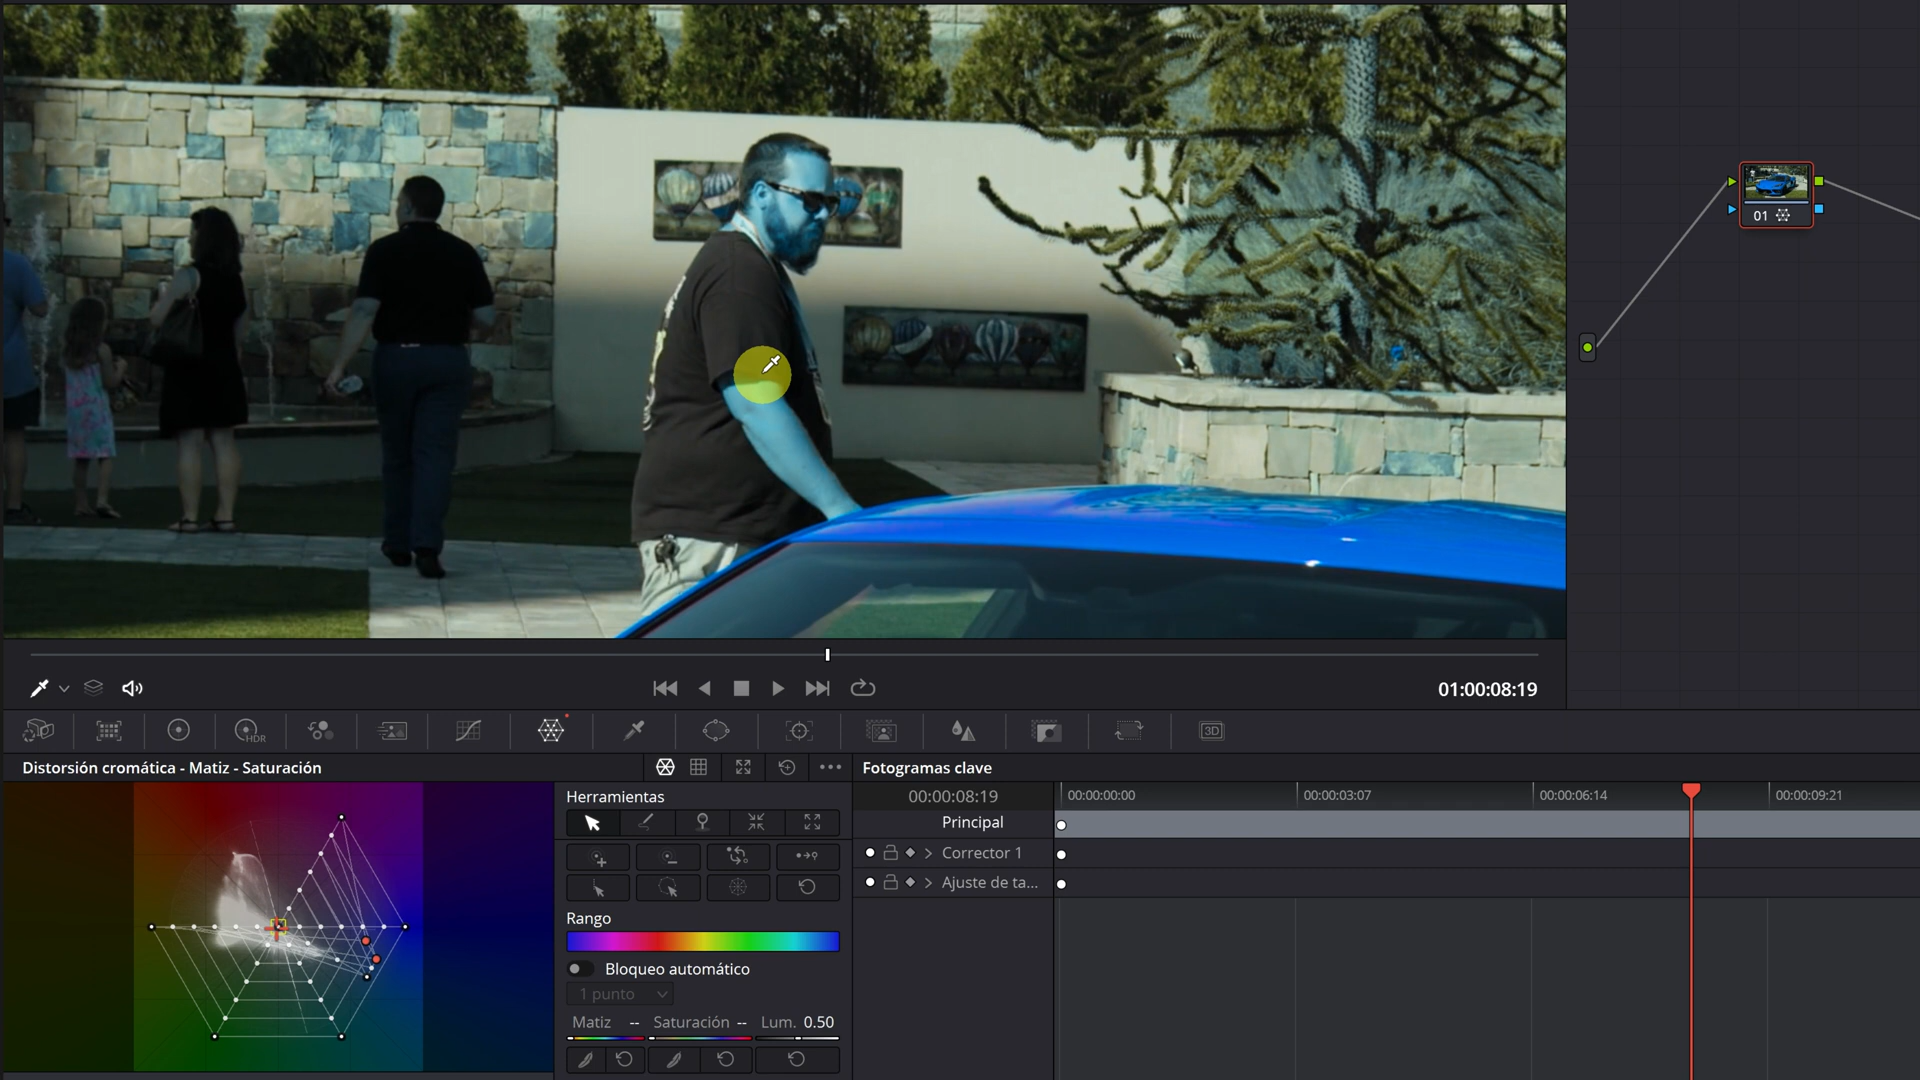 01
01:00:08:19
HDR
3D
Distorsión cromática - Matiz - Saturación
Fotogramas clave
Herramientas
00:00:08:19
00:00:00:00
00:00:03:07
00:00:06:14
00:00:09:21
Principal
Corrector 1
Ajuste de ta...
Rango
Bloqueo automático
1 punto
Matiz -- Saturación -- Lum. 0.50